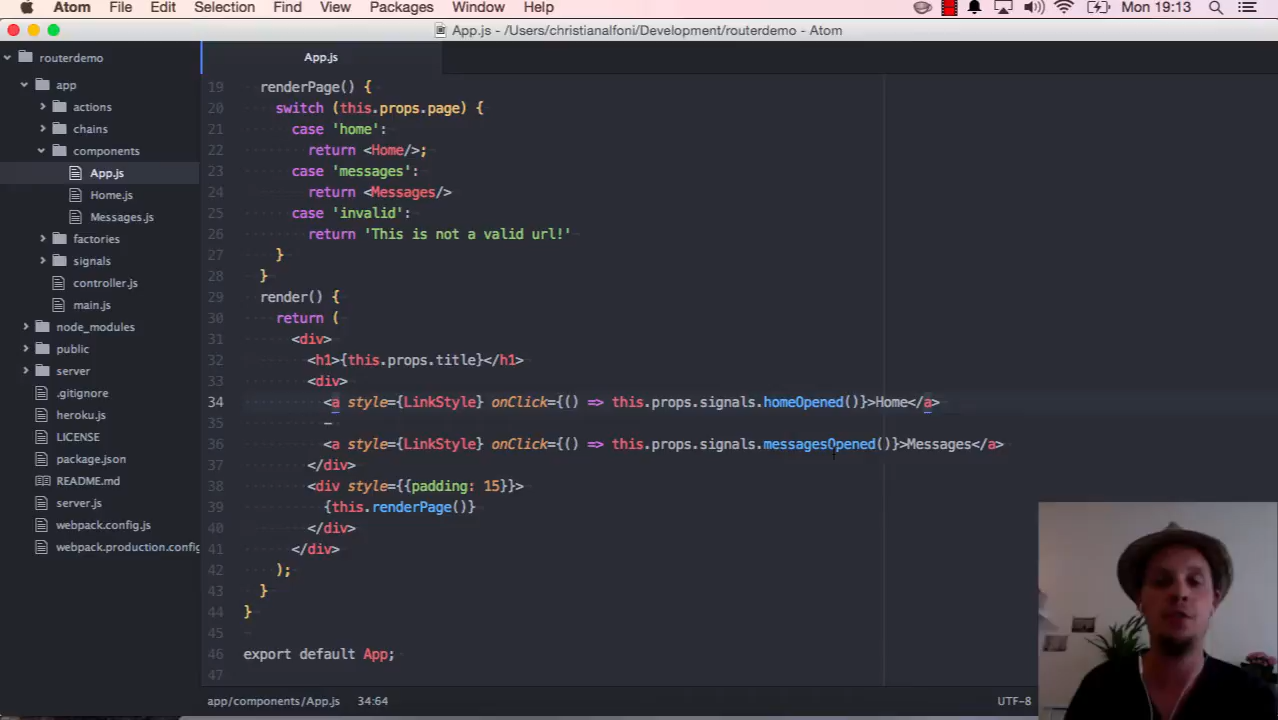 Atom File Edit View Selection Find Packages Window Help Mon 19:13
App.js - /Users/christianalfoni/Development/routerdemo - Atom
routerdemo
app
actions
chains
components
App.js
Home.js
Messages.js
factories
signals
controller.js
main.js
node_modules
public
server
.gitignore
heroku.js
LICENSE
package.json
README.md
server.js
webpack.config.js
webpack.production.config
App.js
19 renderPage() {
20 switch (this.props.page) {
21 case 'home':
22 return <Home/>;
23 case 'messages':
24 return <Messages/>
25 case 'invalid':
26 return 'This is not a valid url!'
27 }
28 }
29 render() {
30 return (
31 <div>
32 <h1>{this.props.title}</h1>
33 <div>
34 <a style={LinkStyle} onClick={() => this.props.signals.homeOpened()}>Home</a>
35 –
36 <a style={LinkStyle} onClick={() => this.props.signals.messagesOpened()}>Messages</a>
37 </div>
38 <div style={{padding: 15}}>
39 {this.renderPage()}
40 </div>
41 </div>
42 );
43 }
44 }
45
46 export default App;
47
app/components/App.js 34:64 UTF-8